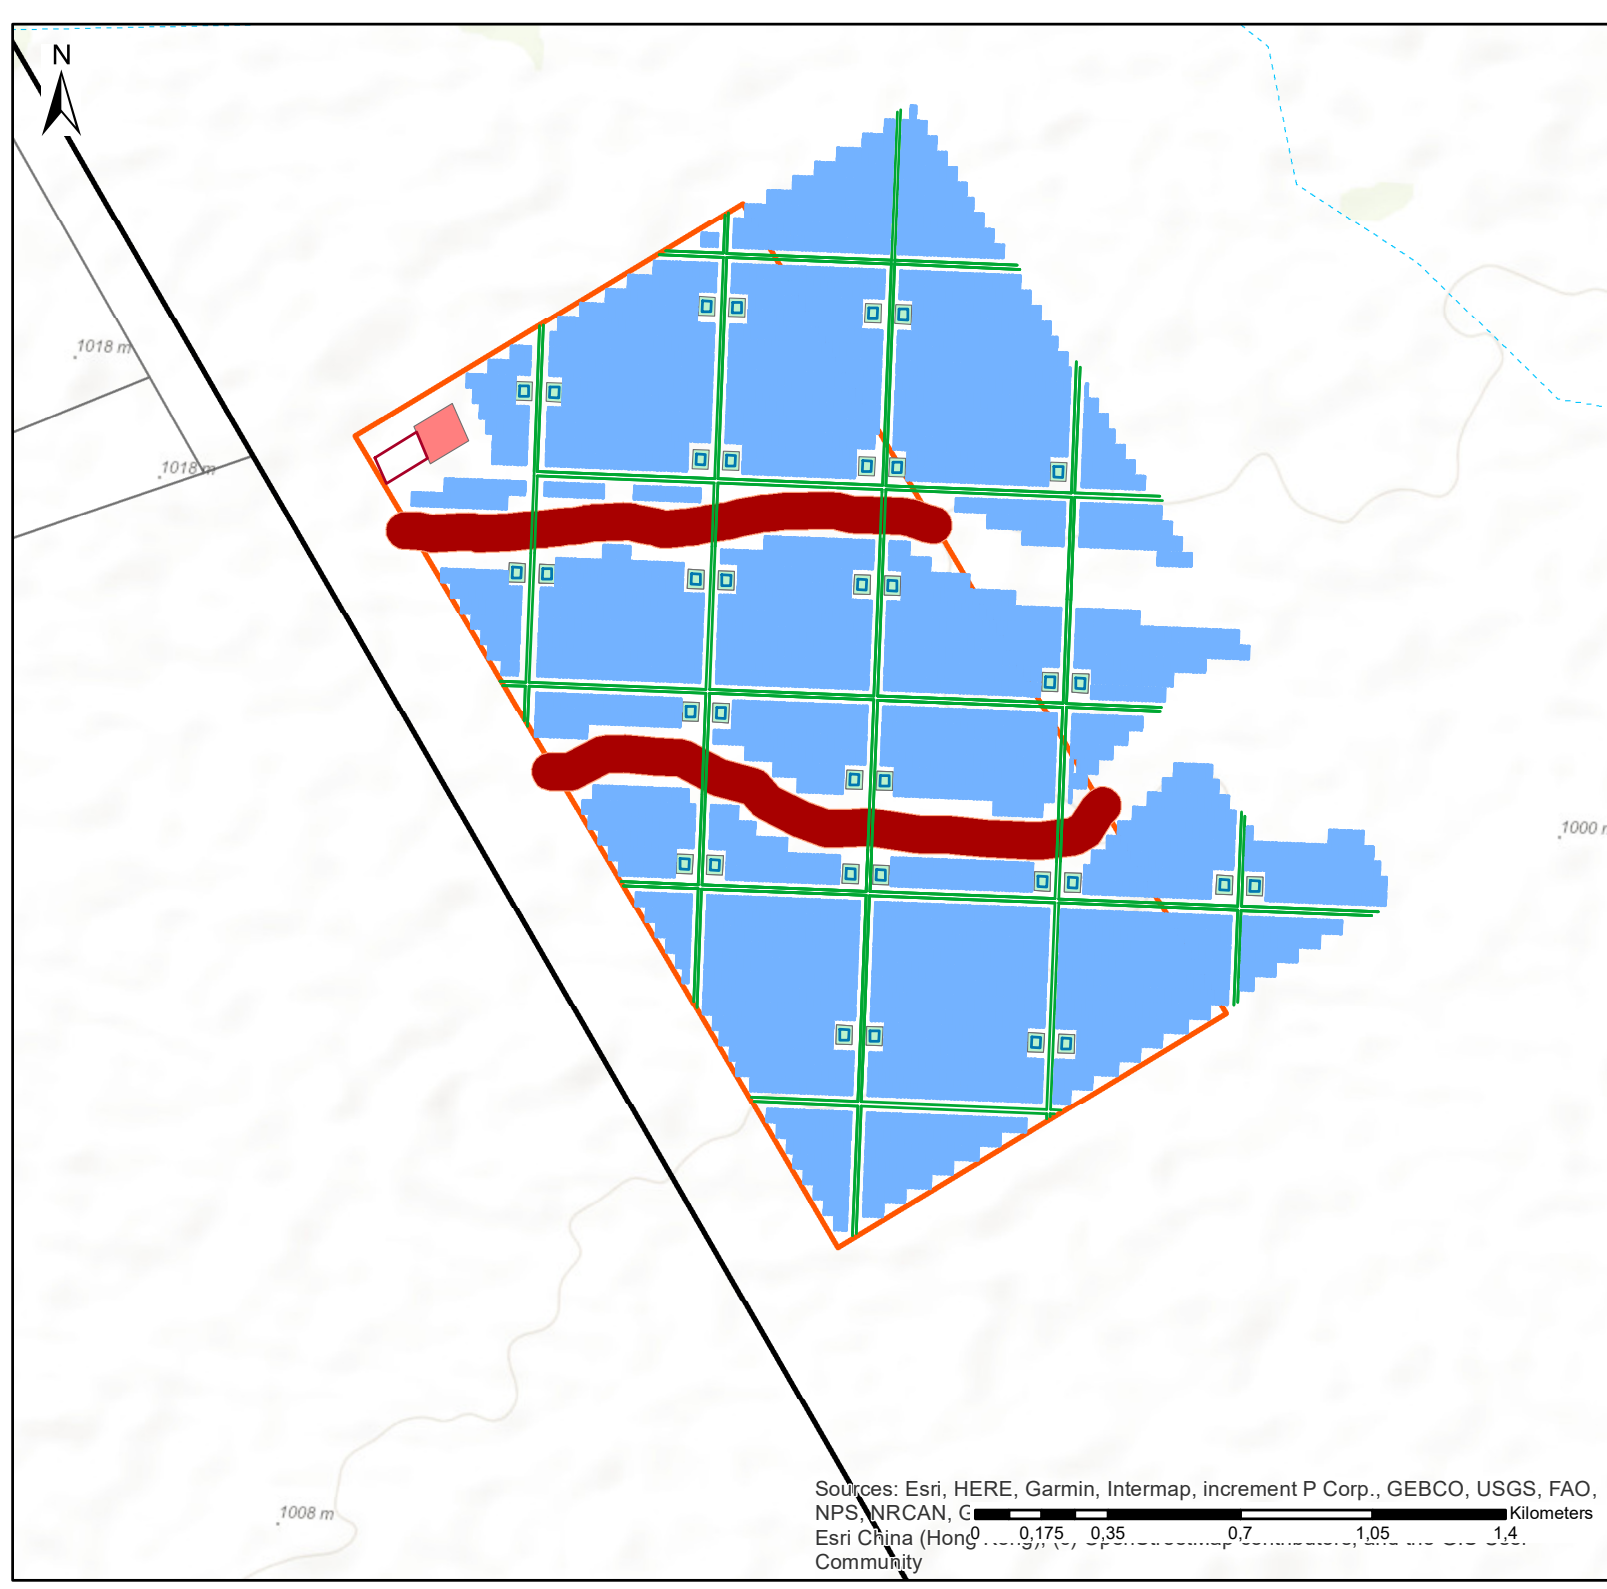 N
1018 m
1018 m
1000
1008 m
Sources: Esri, HERE, Garmin, Intermap, increment P Corp., GEBCO, USGS, FAO,
NPS, NRCAN,
Kilometers
Esri China (Hong
0 0,175 0,35 0,7 1,05 1,4
Community